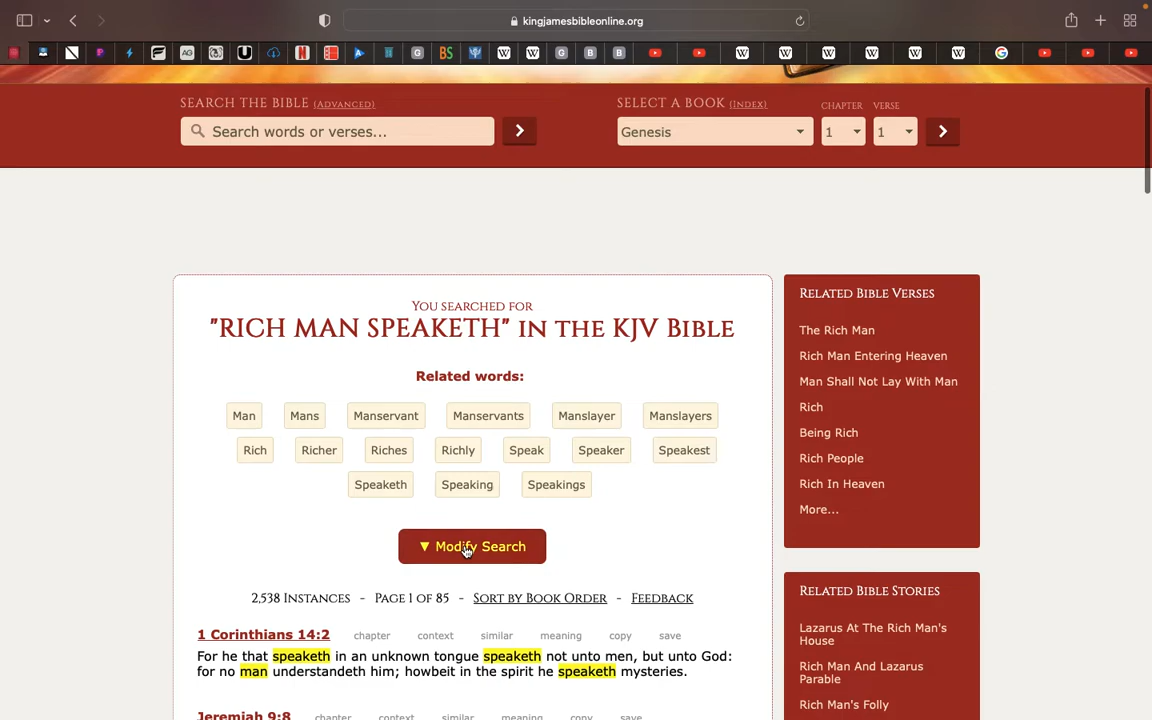 kingjamesbibleonline.org
SEARCH THE BIBLE (ADVANCED)
Search words or verses...
SELECT A BOOK (INDEX) CHAPTER VERSE
Genesis 1 1
YOU SEARCHED FOR
"RICH MAN SPEAKETH" IN THE KJV BIBLE
Related words:
Man Mans Manservant Manservants Manslayer Manslayers
Rich Richer Riches Richly Speak Speaker Speakest
Speaketh Speaking Speakings
▼ Modify Search
2,538 INSTANCES - PAGE 1 OF 85 - SORT BY BOOK ORDER - FEEDBACK
1 Corinthians 14:2 chapter context similar meaning copy save
For he that speaketh in an unknown tongue speaketh not unto men, but unto God:
for no man understandeth him; howbeit in the spirit he speaketh mysteries.
Jeremiah 9:8 chapter context similar meaning copy save
RELATED BIBLE VERSES
The Rich Man
Rich Man Entering Heaven
Man Shall Not Lay With Man
Rich
Being Rich
Rich People
Rich In Heaven
More...
RELATED BIBLE STORIES
Lazarus At The Rich Man's
House
Rich Man And Lazarus
Parable
Rich Man's Folly